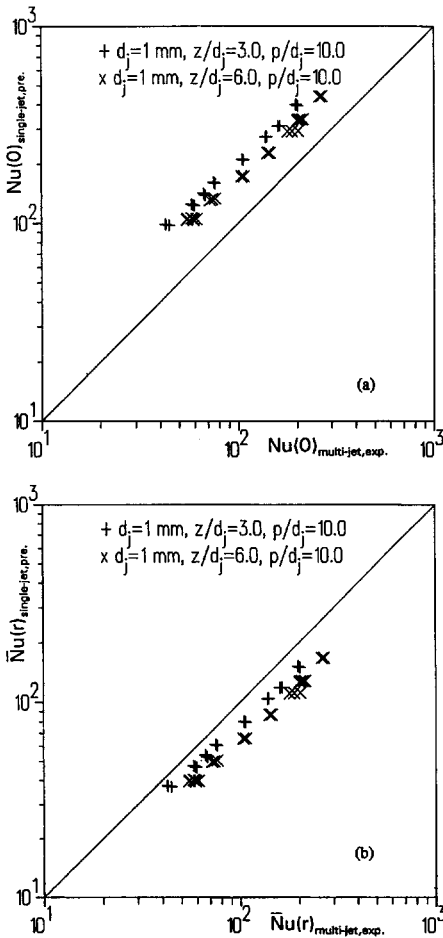 10³
+ dⱼ=1 mm, z/dⱼ=3.0, p/dⱼ=10.0
x dⱼ=1 mm, z/dⱼ=6.0, p/dⱼ=10.0
Nu(0)single-jet,pre.
10²
(a)
10¹
10¹ 10² 10³
Nu(0)multi-jet,exp.
10³
+ dⱼ=1 mm, z/dⱼ=3.0, p/dⱼ=10.0
x dⱼ=1 mm, z/dⱼ=6.0, p/dⱼ=10.0
N̄u(r)single-jet,pre.
10²
(b)
10¹
10¹ 10² 10³
N̄u(r)multi-jet,exp.